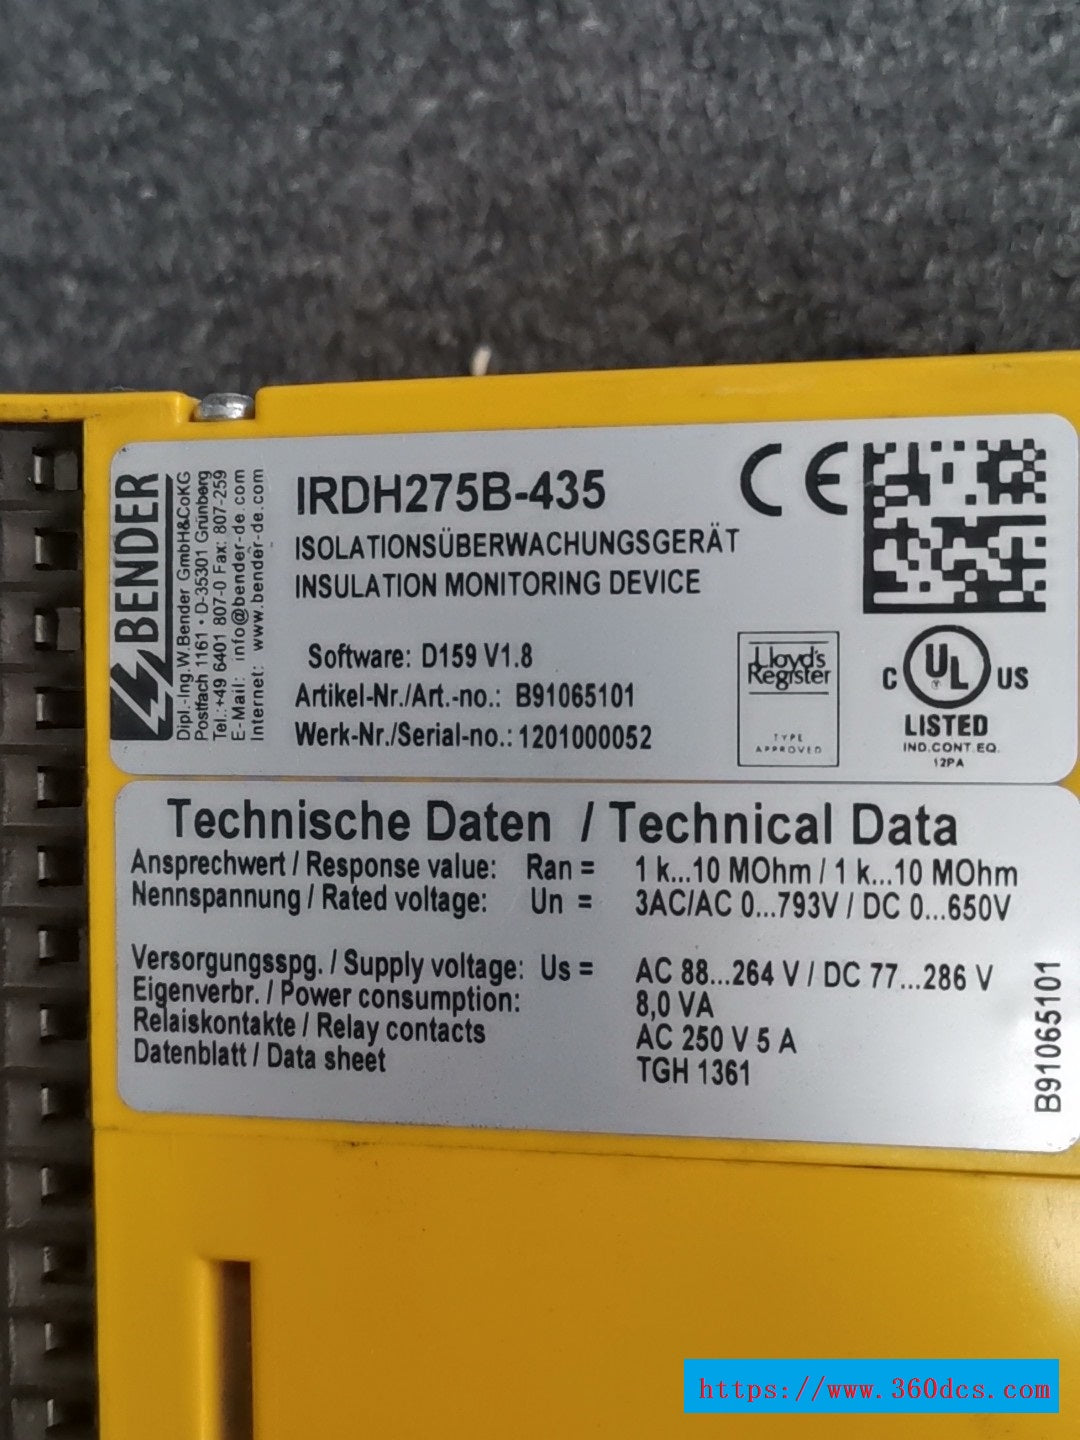 BENDER
Dipl.-Ing.W.Bender GmbH&CoKG
Postfach 1161 • D-35301 Grünberg
Tel.:+49 6401 807-0 Fax: 807-259
E-Mail: info@bender-de.com
Internet: www.bender-de.com
IRDH275B-435
ISOLATIONSÜBERWACHUNGSGERÄT
INSULATION MONITORING DEVICE
Software: D159 V1.8
Artikel-Nr./Art.-no.: B91065101
Werk-Nr./Serial-no.: 1201000052
CE
Lloyd's
Register
TYPE
APPROVED
C UL US
LISTED
IND.CONT.EQ.
12PA
Technische Daten / Technical Data
Ansprechwert / Response value: Ran = 1 k...10 MOhm / 1 k...10 MOhm
Nennspannung / Rated voltage: Un = 3AC/AC 0...793V / DC 0...650V
Versorgungsspg. / Supply voltage: Us = AC 88...264 V / DC 77...286 V
Eigenverbr. / Power consumption: 8,0 VA
Relaiskontakte / Relay contacts AC 250 V 5 A
Datenblatt / Data sheet TGH 1361
B91065101
https://www.360dcs.com